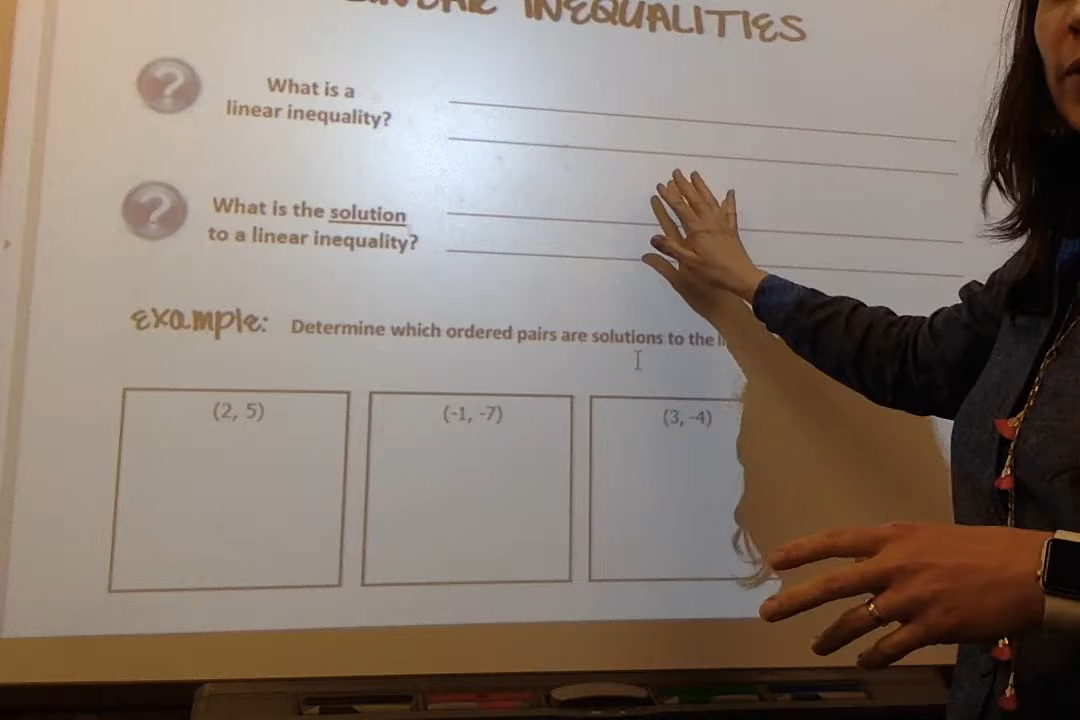 INEQUALITIES
?
What is a
linear inequality?
?
What is the solution
to a linear inequality?
example: Determine which ordered pairs are solutions to the
(2, 5)
(-1, -7)
(3, -4)